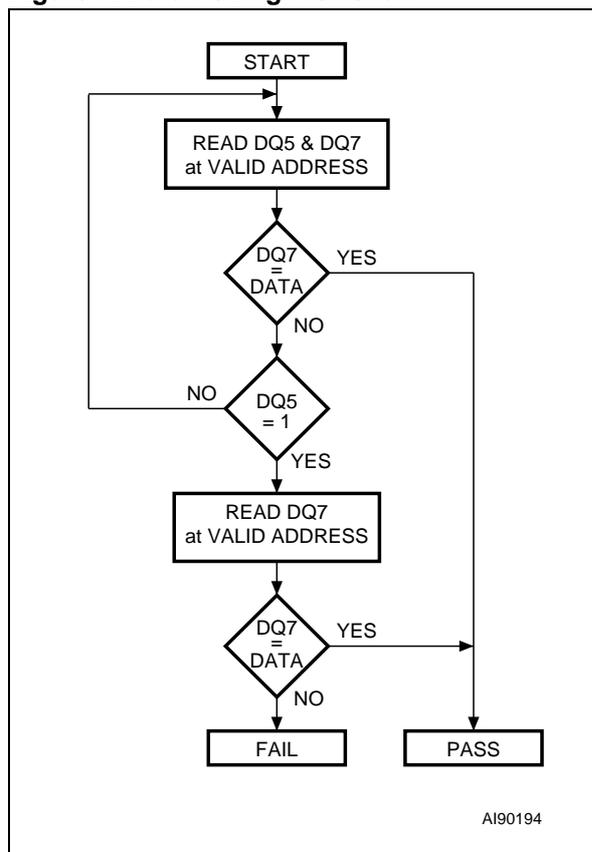 START
READ DQ5 & DQ7
at VALID ADDRESS
DQ7
=
DATA
YES
NO
DQ5
= 1
NO
YES
READ DQ7
at VALID ADDRESS
DQ7
=
DATA
YES
NO
FAIL
PASS
AI90194